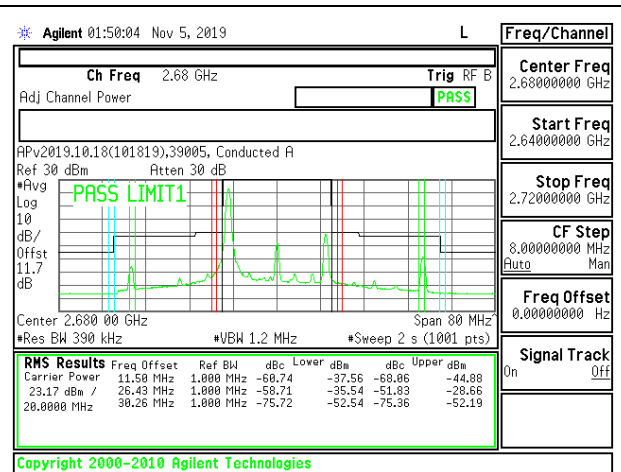 Agilent 01:50:04 Nov 5, 2019 L
Freq/Channel
Ch Freq 2.68 GHz Trig RF B
Adj Channel Power PASS
Center Freq
2.68000000 GHz
Start Freq
2.64000000 GHz
Stop Freq
2.72000000 GHz
CF Step
8.00000000 MHz
Auto Man
Freq Offset
0.00000000 Hz
Signal Track
On Off
APv2019.10.18(101819),39005, Conducted A
Ref 30 dBm Atten 30 dB
#Avg
Log
10
dB/
Offst
11.7
dB
PASS LIMIT1
Center 2.680 00 GHz Span 80 MHz^
#Res BW 390 kHz #VBW 1.2 MHz #Sweep 2 s (1001 pts)
RMS Results Freq Offset Ref BW dBc Lower dBm dBc Upper dBm
Carrier Power 11.50 MHz 1.000 MHz -60.74 -37.56 -68.06 -44.88
23.17 dBm / 26.43 MHz 1.000 MHz -58.71 -35.54 -51.83 -28.66
20.0000 MHz 30.26 MHz 1.000 MHz -75.72 -52.54 -75.36 -52.19
Copyright 2000-2010 Agilent Technologies